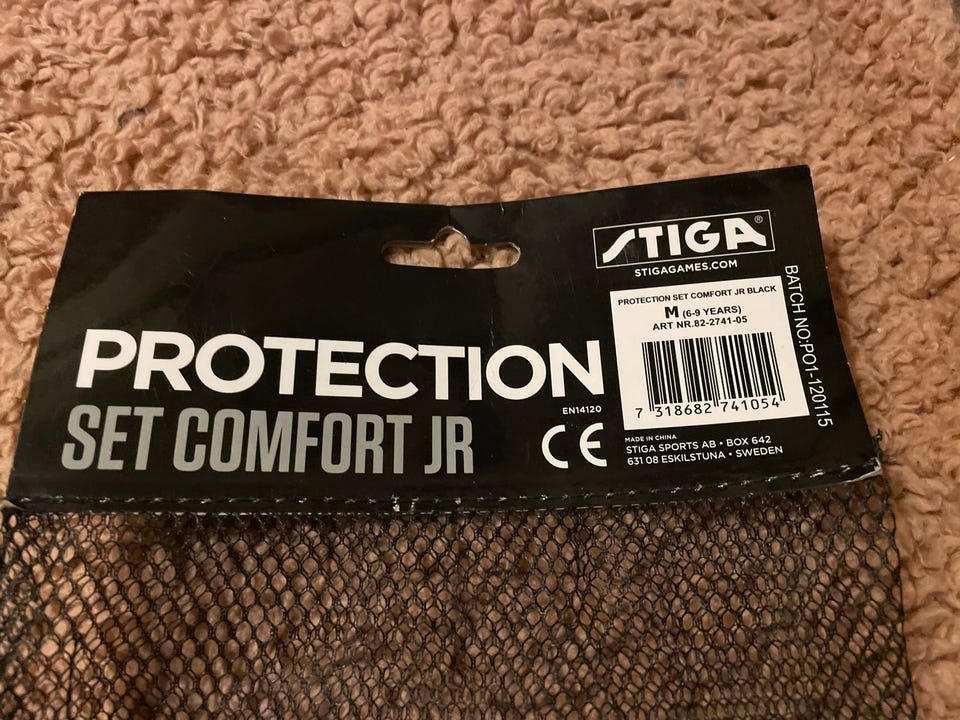 STIGA®
STIGAGAMES.COM
PROTECTION SET COMFORT JR BLACK
M (6-9 YEARS)
ART NR.82-2741-05
7 318682 741054
BATCH NO:PO1-120115
PROTECTION
SET COMFORT JR
EN14120
CE
MADE IN CHINA
STIGA SPORTS AB • BOX 642
631 08 ESKILSTUNA • SWEDEN